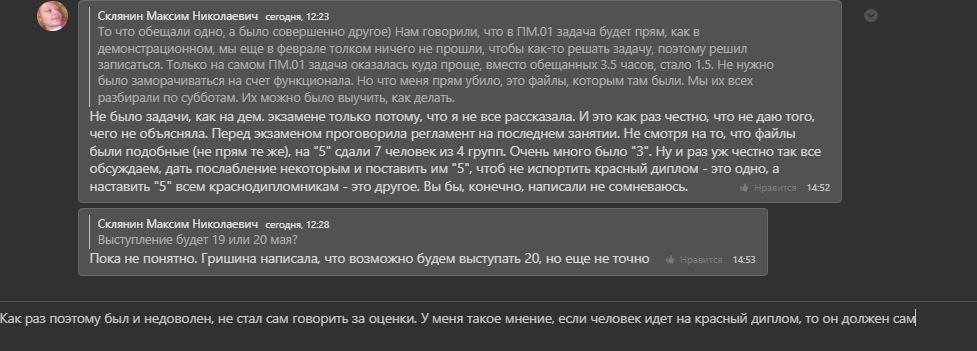 Склянин Максим Николаевич сегодня, 12:23
То что обещали одно, а было совершенно другое) Нам говорили, что в ПМ.01 задача будет прям, как в
демонстрационном, мы еще в феврале толком ничего не прошли, чтобы как-то решать задачу, поэтому решил
записаться. Только на самом ПМ.01 задача оказалась куда проще, вместо обещанных 3.5 часов, стало 1.5. Не нужно
было заморачиваться на счет функционала. Но что меня прям убило, это файлы, которым там были. Мы их всех
разбирали по субботам. Их можно было выучить, как делать.
Не было задачи, как на дем. экзамене только потому, что я не все рассказала. И это как раз честно, что не даю того,
чего не объясняла. Перед экзаменом проговорила регламент на последнем занятии. Не смотря на то, что файлы
были подобные (не прям те же), на "5" сдали 7 человек из 4 групп. Очень много было "3". Ну и раз уж честно так все
обсуждаем, дать послабление некоторым и поставить им "5", чтоб не испортить красный диплом - это одно, а
наставить "5" всем краснодипломникам - это другое. Вы бы, конечно, написали не сомневаюсь.
Нравится 14:52
Склянин Максим Николаевич сегодня, 12:28
Выступление будет 19 или 20 мая?
Пока не понятно. Гришина написала, что возможно будем выступать 20, но еще не точно
Нравится 14:53
Как раз поэтому был и недоволен, не стал сам говорить за оценки. У меня такое мнение, если человек идет на красный диплом, то он должен сам